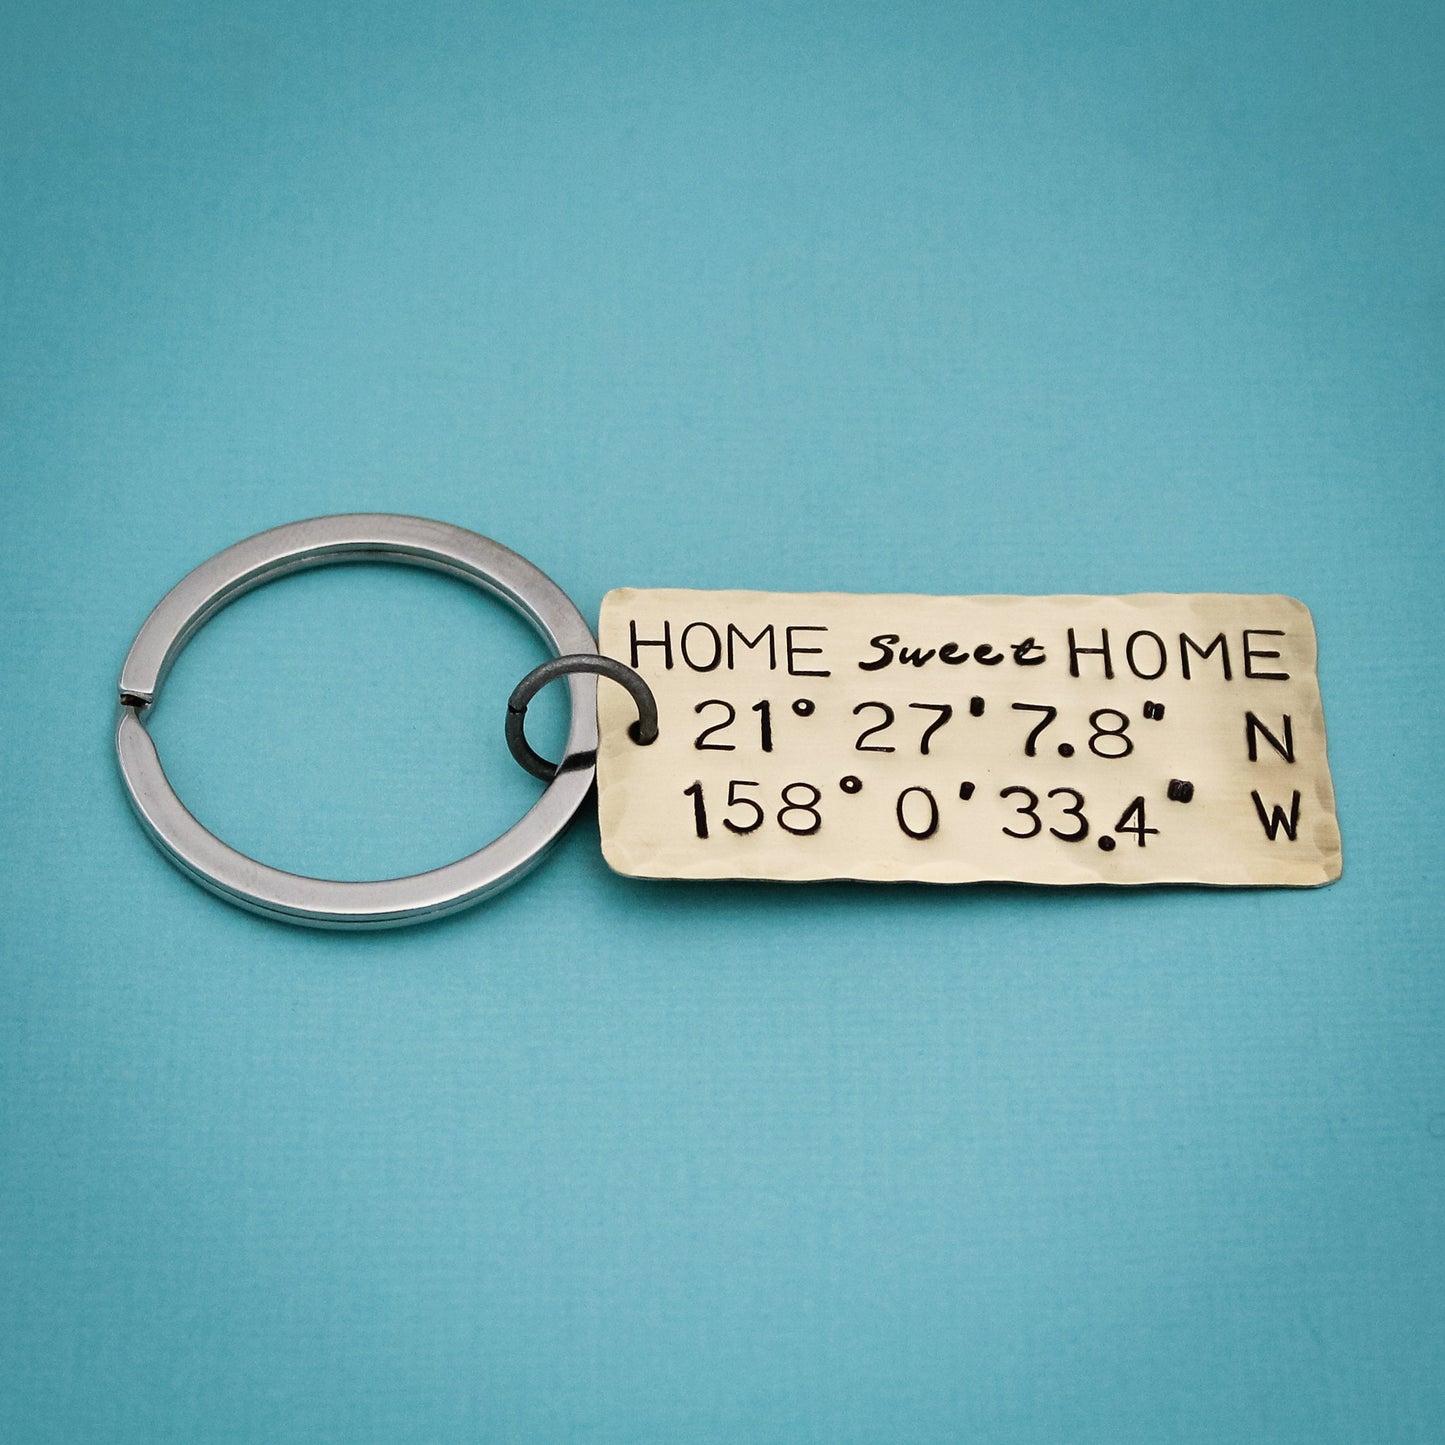 HOME sweet HOME
21° 27' 7.8" N
158° 0' 33.4" W